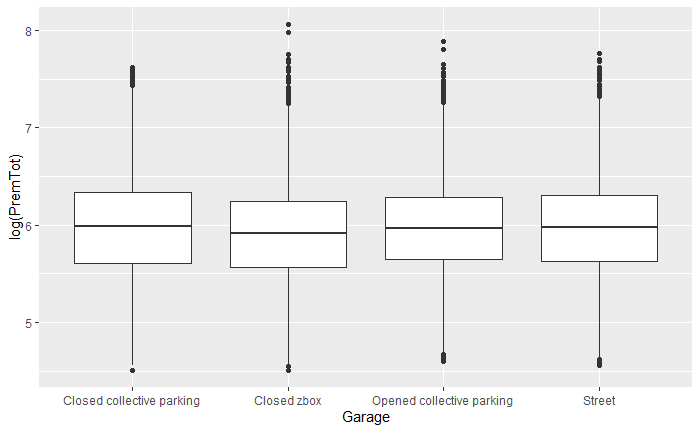 log(PremTot)
8
7
6
5
Closed collective parking
Closed zbox
Opened collective parking
Street
Garage